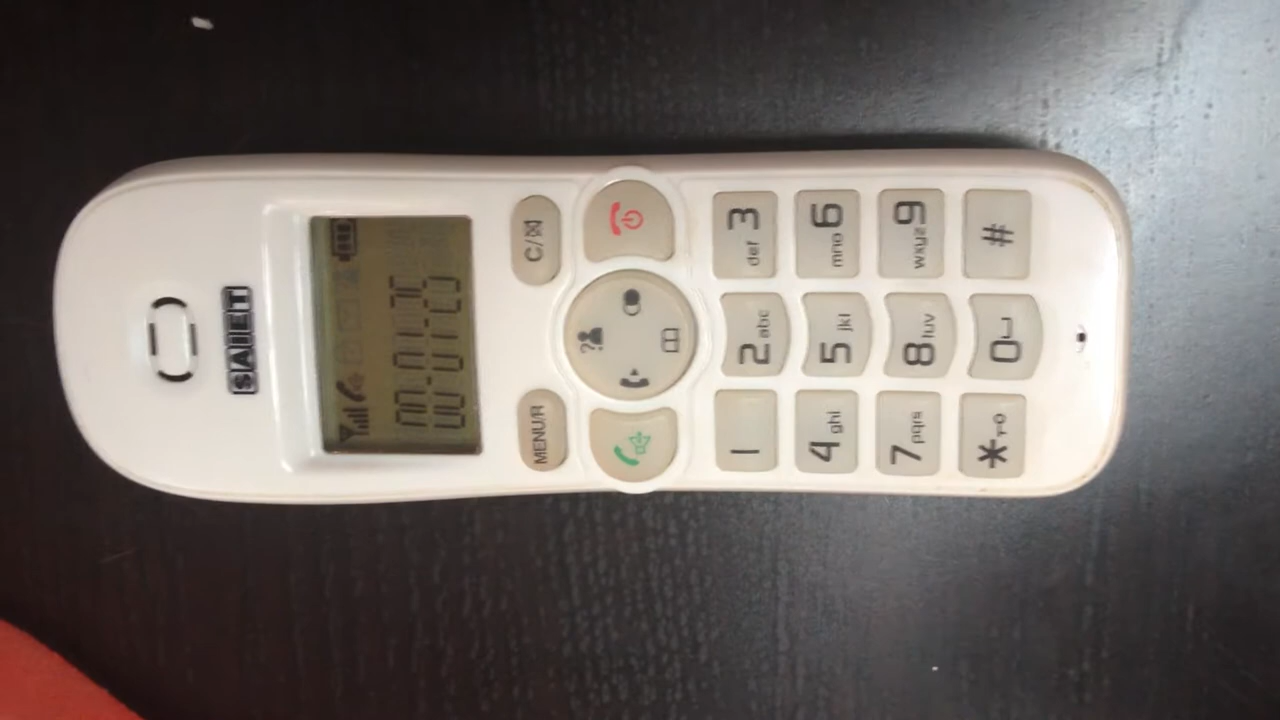 SAIET
MENU/R C/
1 2 abc 3 def
4 ghi 5 jkl 6 mno
7 pqrs 8 tuv 9 wxyz
* 0 #